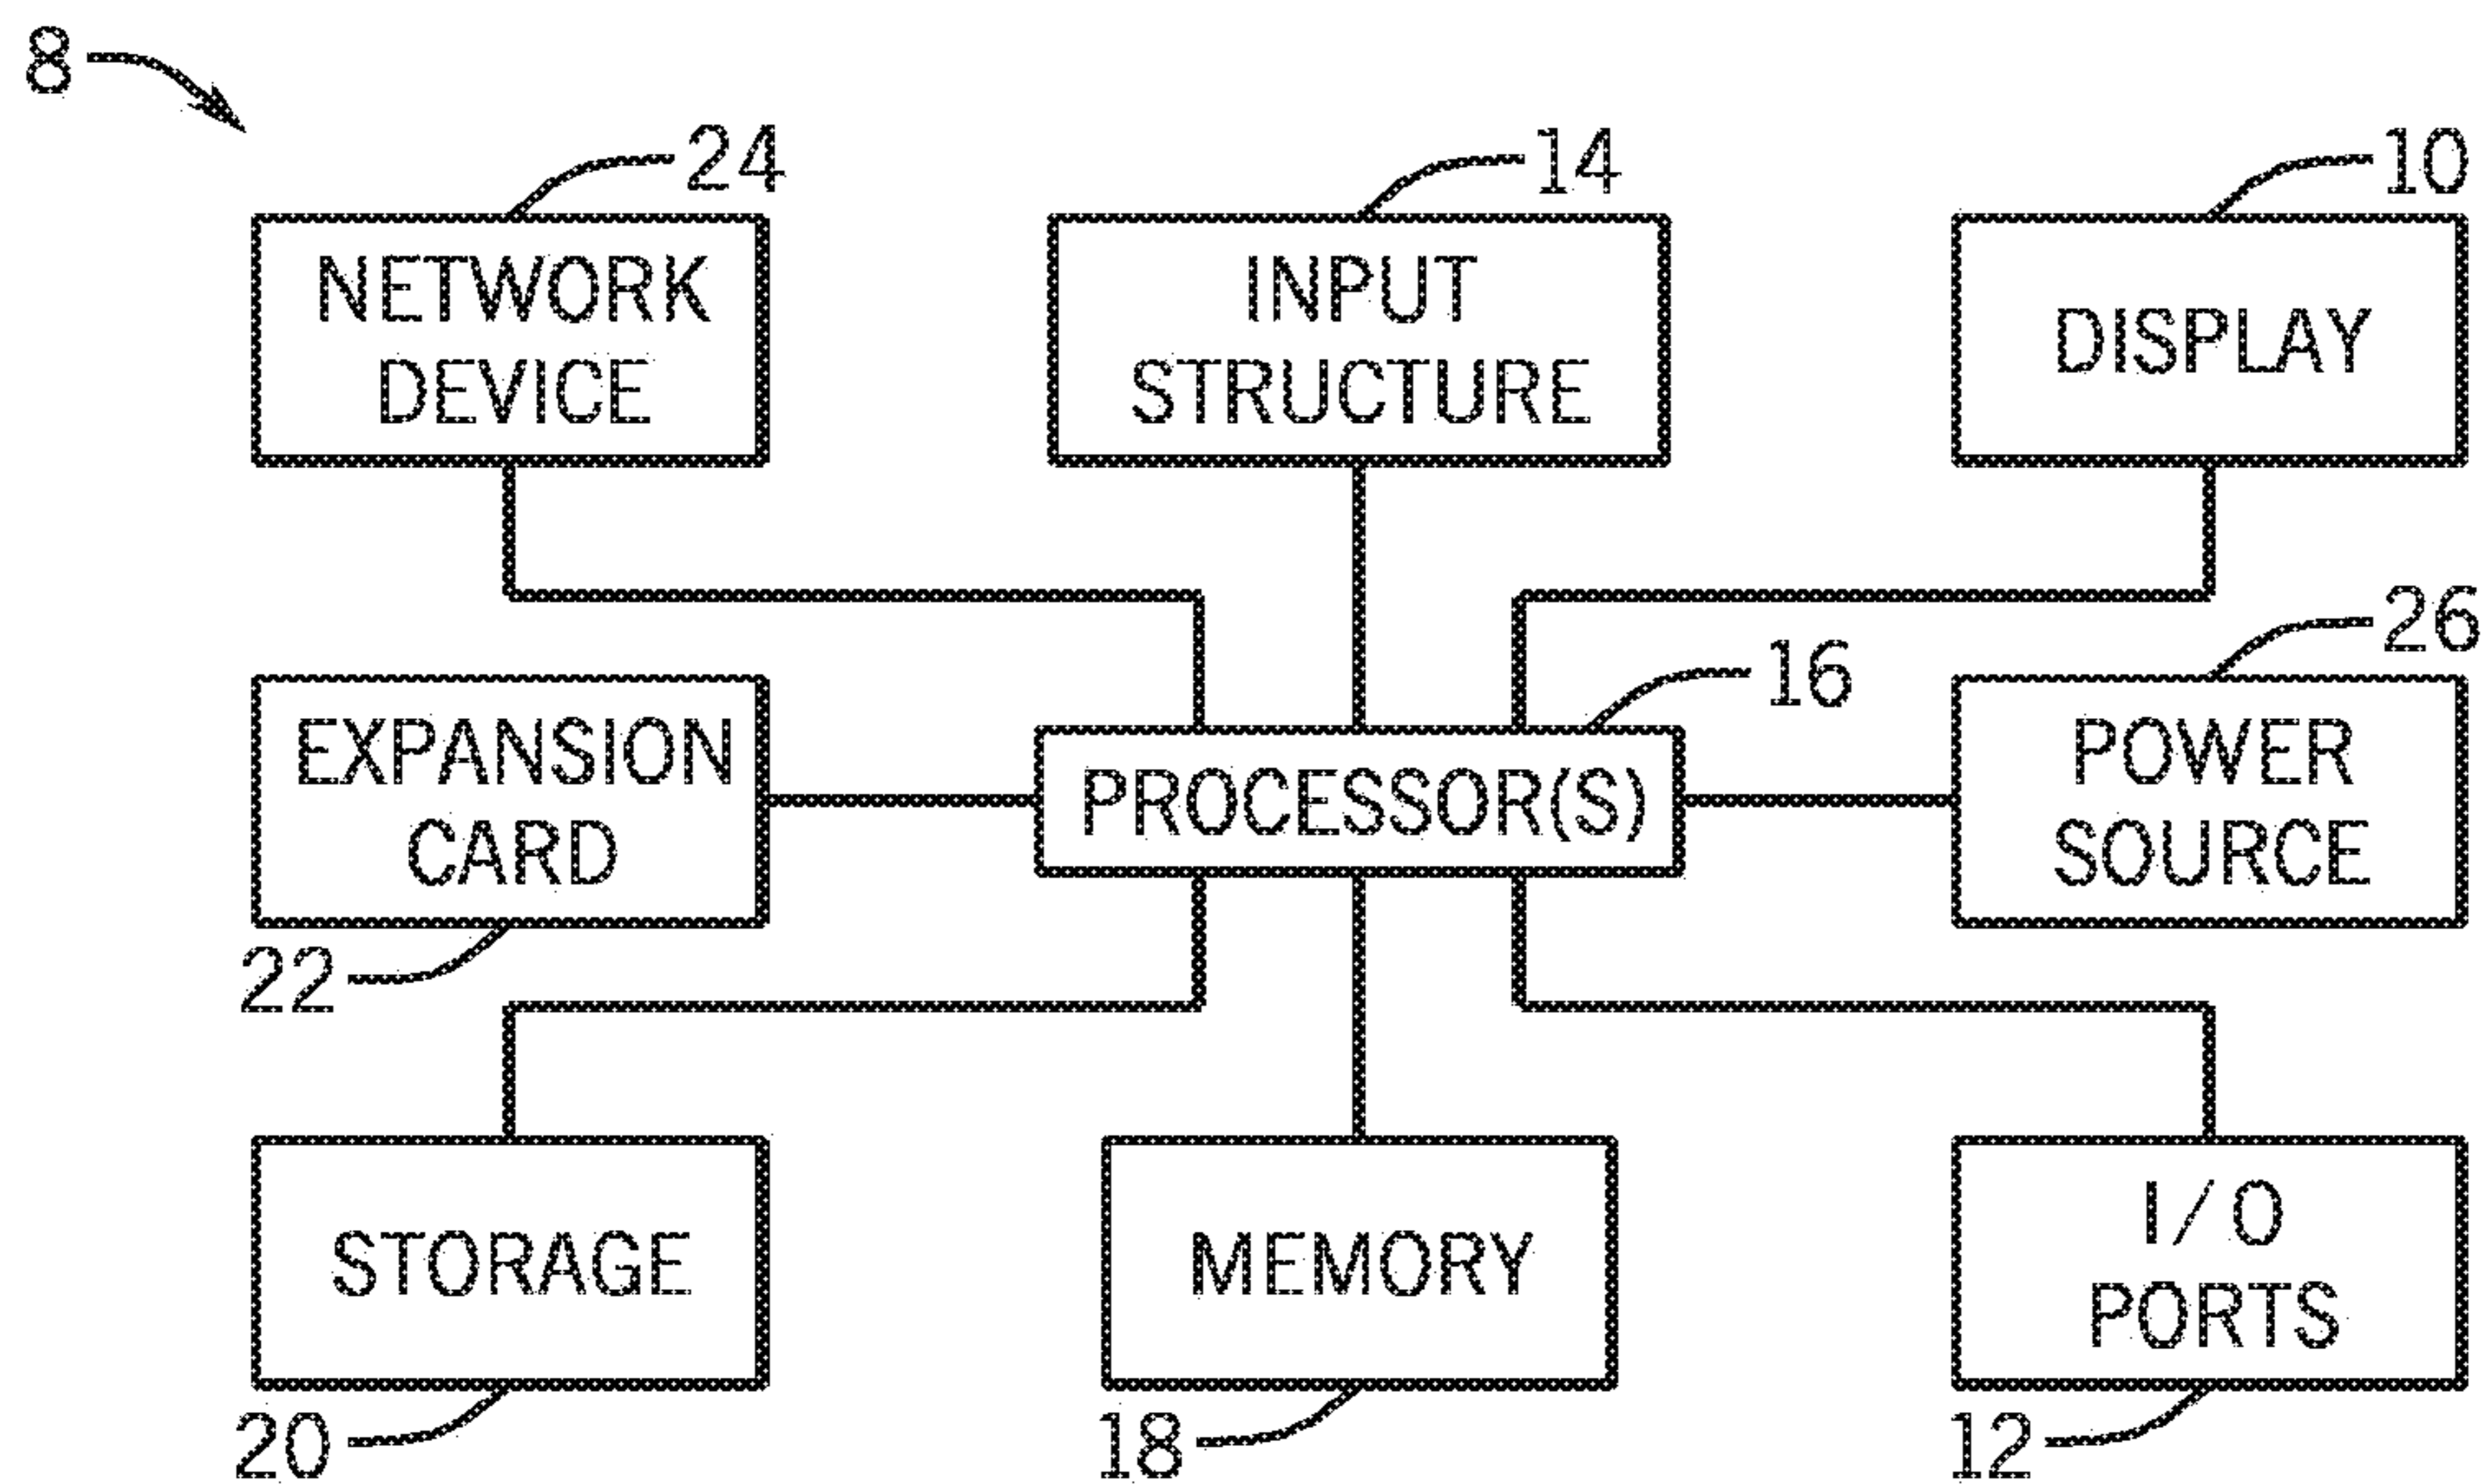 8
24
14
10
NETWORK
DEVICE
INPUT
STRUCTURE
DISPLAY
26
16
EXPANSION
CARD
PROCESSOR(S)
POWER
SOURCE
22
STORAGE
MEMORY
I/O
PORTS
20
18
12